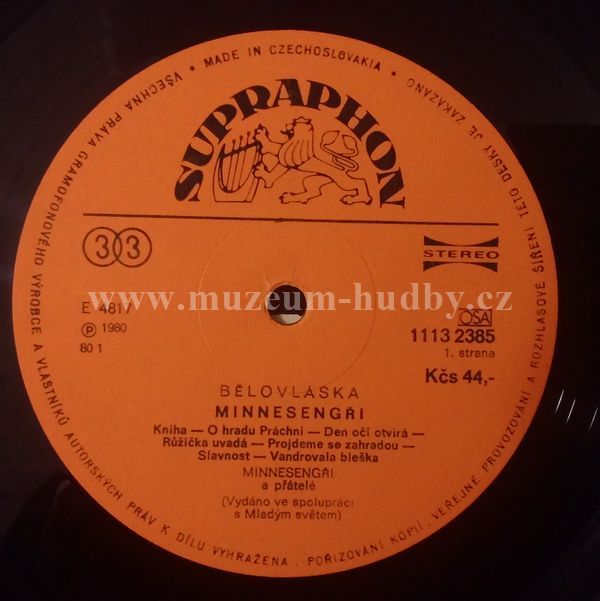 • MADE IN CZECHOSLOVAKIA •
VŠECHNA PRÁVA GRAMOFONOVÉHO VÝROBCE A VLASTNÍKŮ AUTORSKÝCH PRÁV K DÍLU VYHRAŽENA. POŘIZOVÁNÍ KOPIÍ, VEŘEJNÉ PROVOZOVÁNÍ A ROZHLASOVÉ ŠÍŘENÍ TÉTO DESKY JE ZAKÁZÁNO
SUPRAPHON
33
STEREO
www.muzeum-hudby.cz
E 4817
Ⓟ 1980
80 1
OSA
1113 2385
1. strana
Kčs 44,-
BĚLOVLÁSKA
MINNESENGŘI
Kniha — O hradu Práchni — Den oči otvírá —
Růžička uvadá — Projdeme se zahradou —
Slavnost — Vandrovala bleška
MINNESENGŘI
a přátelé
(Vydáno ve spolupráci
s Mladým světem)